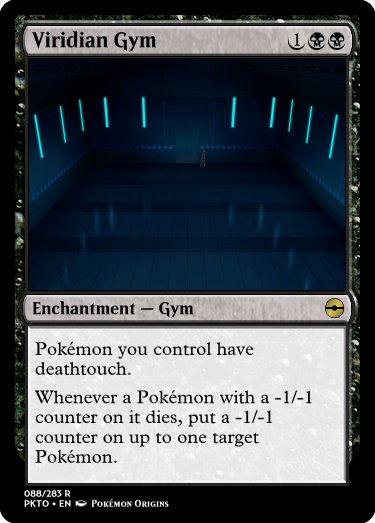 Viridian Gym 1
Enchantment — Gym
Pokémon you control have
deathtouch.
Whenever a Pokémon with a -1/-1
counter on it dies, put a -1/-1
counter on up to one target
Pokémon.
088/283 R
PKTO • EN Pokémon Origins